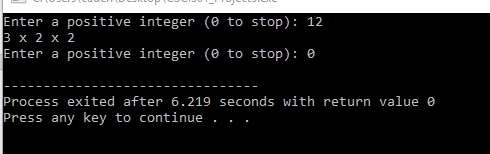 Enter a positive integer (0 to stop): 12
3 x 2 x 2
Enter a positive integer (0 to stop): 0
--------------------------------
Process exited after 6.219 seconds with return value 0
Press any key to continue . . .